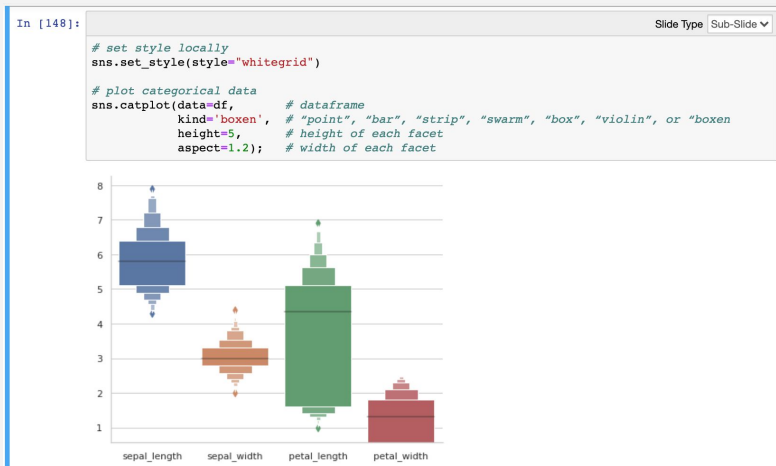 In [148]:
Slide Type Sub-Slide
# set style locally
sns.set_style(style="whitegrid")
# plot categorical data
sns.catplot(data=df, # dataframe
kind='boxen', # “point”, “bar”, “strip”, “swarm”, “box”, “violin”, or “boxen
height=5, # height of each facet
aspect=1.2); # width of each facet
8
7
6
5
4
3
2
1
sepal_length sepal_width petal_length petal_width